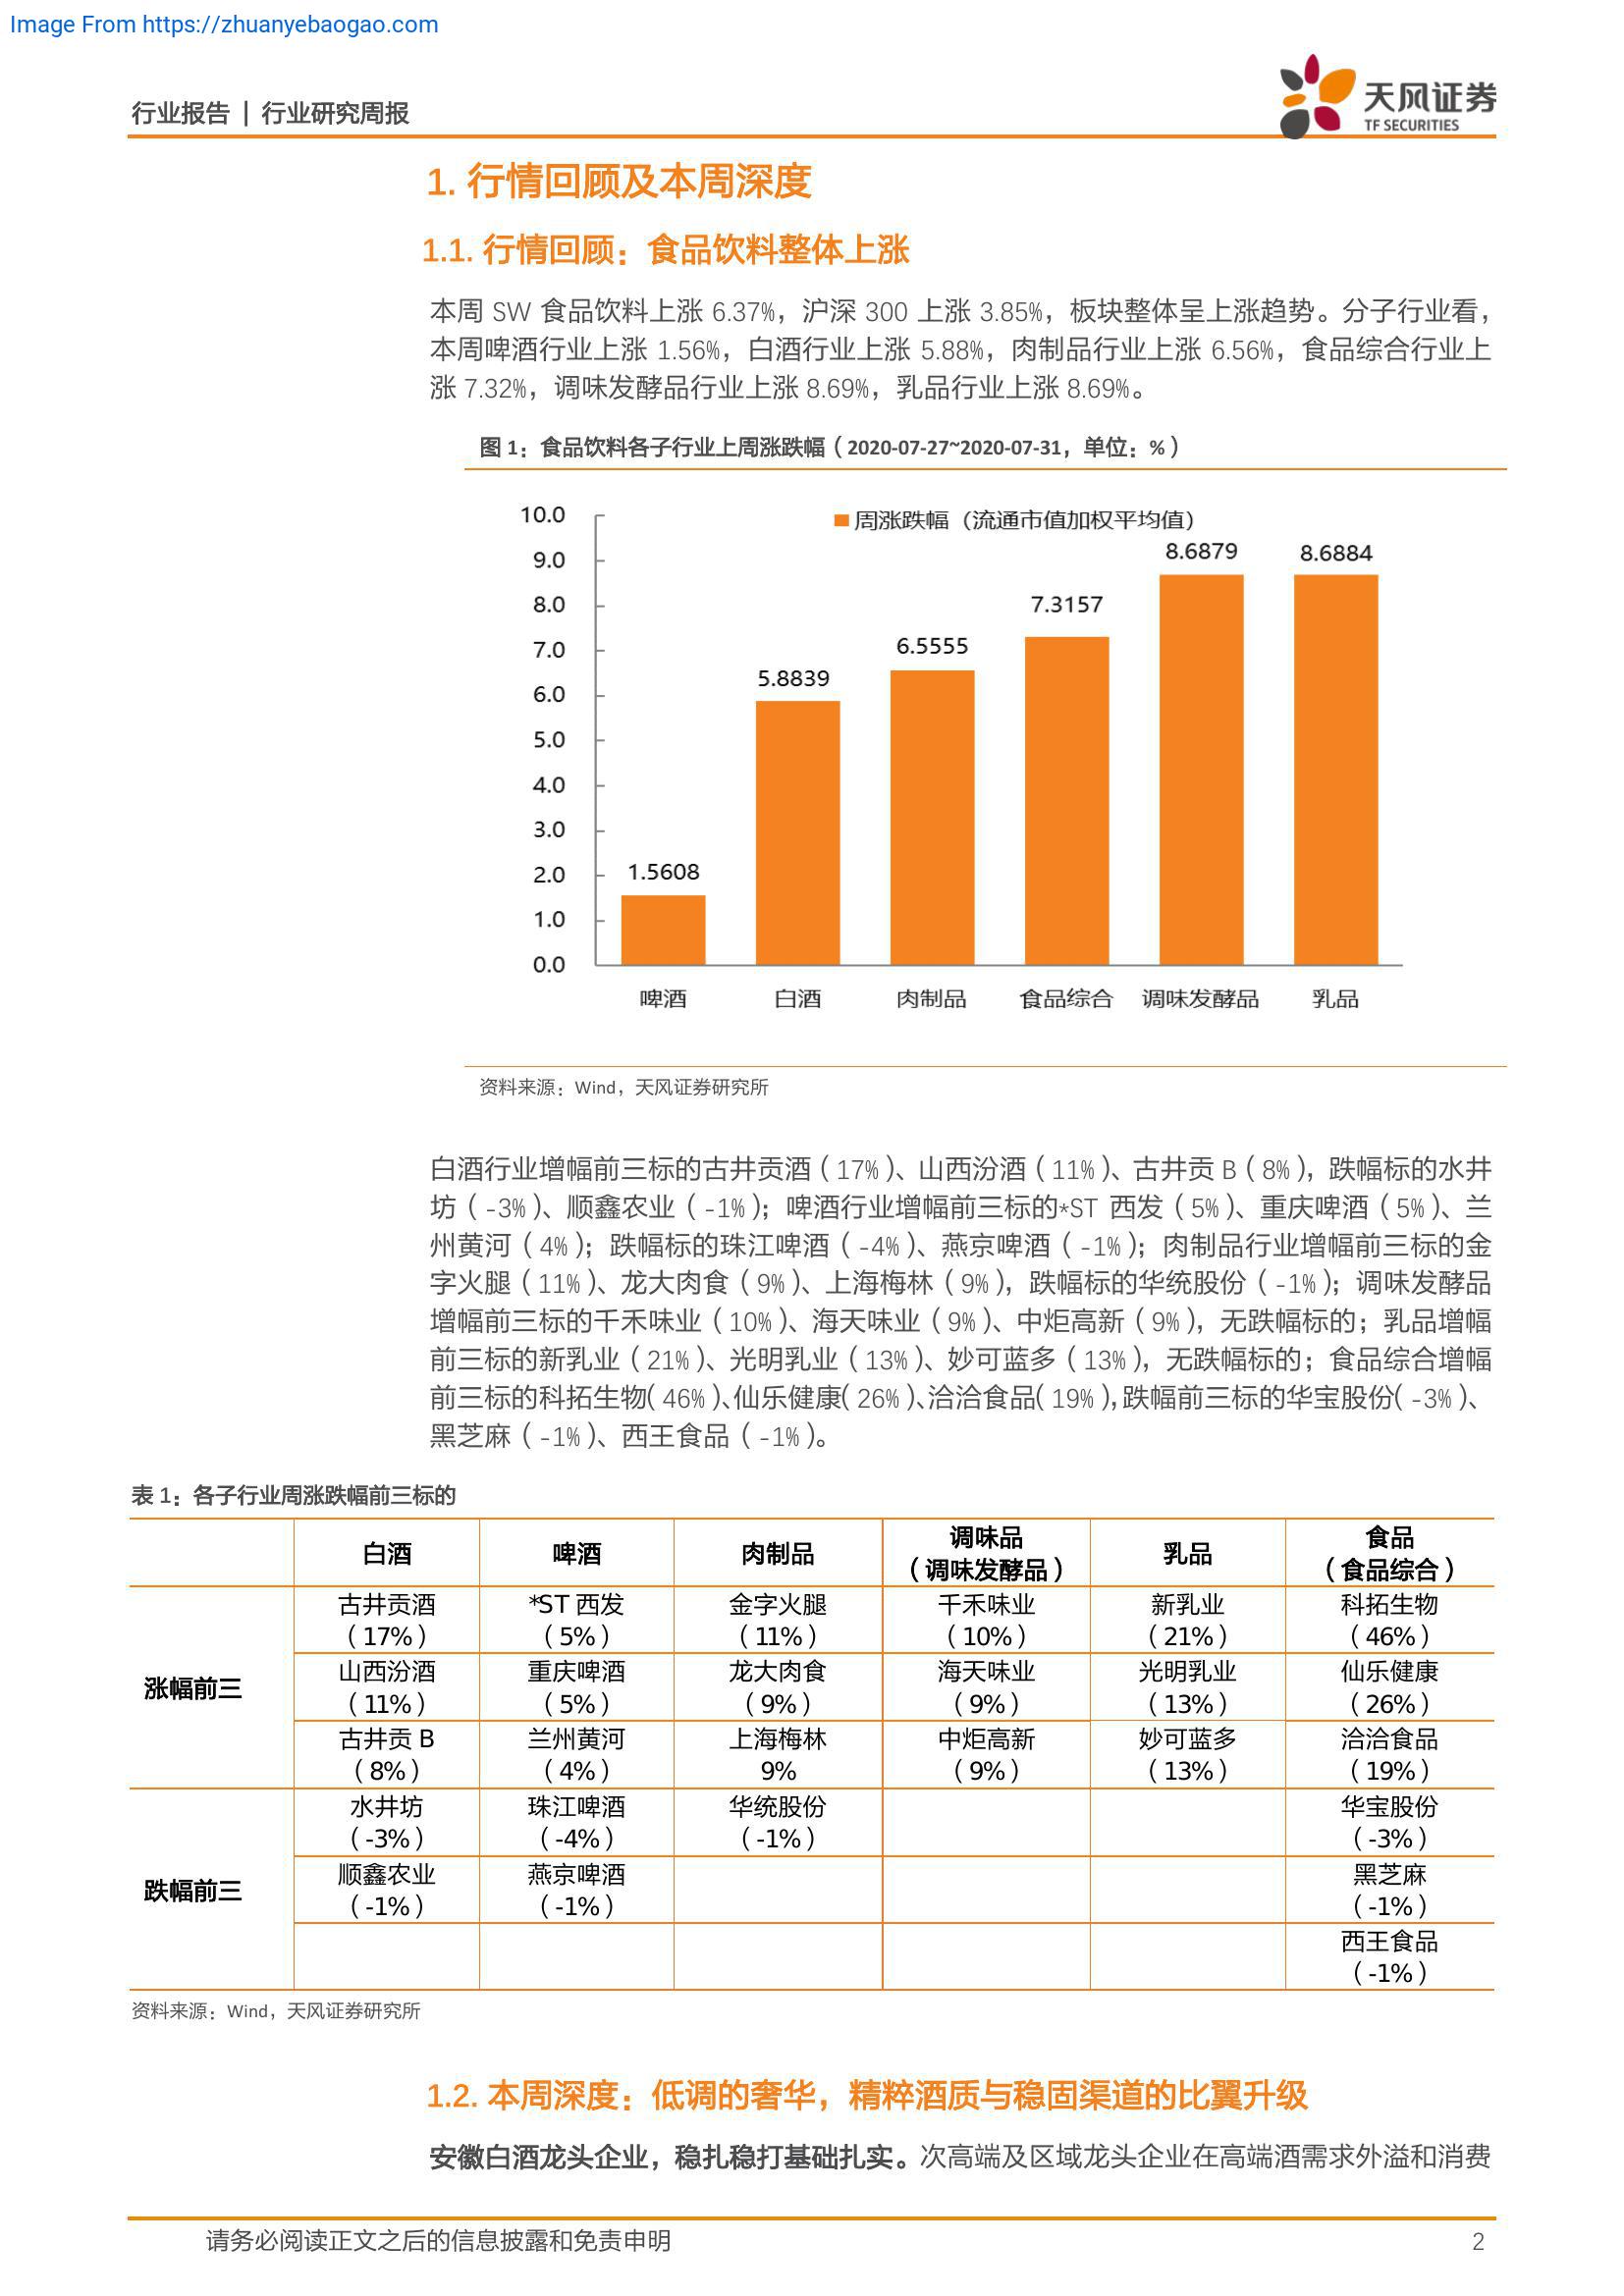 Image From https://zhuanyebaogao.com
行业报告 | 行业研究周报
天风证券
TF SECURITIES
1. 行情回顾及本周深度
1.1. 行情回顾：食品饮料整体上涨
本周 SW 食品饮料上涨 6.37%，沪深 300 上涨 3.85%，板块整体呈上涨趋势。分子行业看，
本周啤酒行业上涨 1.56%，白酒行业上涨 5.88%，肉制品行业上涨 6.56%，食品综合行业上
涨 7.32%，调味发酵品行业上涨 8.69%，乳品行业上涨 8.69%。
图 1：食品饮料各子行业上周涨跌幅（2020-07-27~2020-07-31，单位：%）
周涨跌幅（流通市值加权平均值）
10.0
9.0
8.0
7.0
6.0
5.0
4.0
3.0
2.0
1.0
0.0
1.5608
5.8839
6.5555
7.3157
8.6879
8.6884
啤酒 白酒 肉制品 食品综合 调味发酵品 乳品
资料来源：Wind，天风证券研究所
白酒行业增幅前三标的古井贡酒（17%）、山西汾酒（11%）、古井贡 B（8%），跌幅标的水井
坊（-3%）、顺鑫农业（-1%）；啤酒行业增幅前三标的*ST 西发（5%）、重庆啤酒（5%）、兰
州黄河（4%）；跌幅标的珠江啤酒（-4%）、燕京啤酒（-1%）；肉制品行业增幅前三标的金
字火腿（11%）、龙大肉食（9%）、上海梅林（9%），跌幅标的华统股份（-1%）；调味发酵品
增幅前三标的千禾味业（10%）、海天味业（9%）、中炬高新（9%），无跌幅标的；乳品增幅
前三标的新乳业（21%）、光明乳业（13%）、妙可蓝多（13%），无跌幅标的；食品综合增幅
前三标的科拓生物（46%）、仙乐健康（26%）、洽洽食品（19%），跌幅前三标的华宝股份（-3%）、
黑芝麻（-1%）、西王食品（-1%）。
表 1：各子行业周涨跌幅前三标的
白酒 啤酒 肉制品 调味品 乳品 食品
（调味发酵品） （食品综合）
涨幅前三
古井贡酒 *ST 西发 金字火腿 千禾味业 新乳业 科拓生物
（17%） （5%） （11%） （10%） （21%） （46%）
山西汾酒 重庆啤酒 龙大肉食 海天味业 光明乳业 仙乐健康
（11%） （5%） （9%） （9%） （13%） （26%）
古井贡 B 兰州黄河 上海梅林 中炬高新 妙可蓝多 洽洽食品
（8%） （4%） 9% （9%） （13%） （19%）
跌幅前三
水井坊 珠江啤酒 华统股份 华宝股份
（-3%） （-4%） （-1%） （-3%）
顺鑫农业 燕京啤酒 黑芝麻
（-1%） （-1%） （-1%）
西王食品
（-1%）
资料来源：Wind，天风证券研究所
1.2. 本周深度：低调的奢华，精粹酒质与稳固渠道的比翼升级
安徽白酒龙头企业，稳扎稳打基础扎实。次高端及区域龙头企业在高端酒需求外溢和消费
请务必阅读正文之后的信息披露和免责申明 2